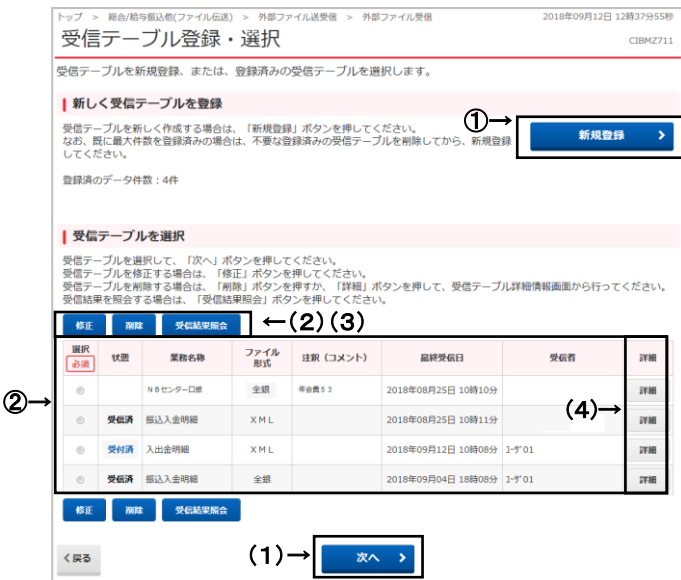 トップ > 総合/給与振込他(ファイル伝送) > 外部ファイル送受信 > 外部ファイル受信
2018年09月12日 12時37分55秒
受信テーブル登録・選択
CIBMZ711
受信テーブルを新規登録、または、登録済みの受信テーブルを選択します。
新しく受信テーブルを登録
①→
受信テーブルを新しく作成する場合は、「新規登録」ボタンを押してください。
なお、既に最大件数を登録済みの場合は、不要な登録済みの受信テーブルを削除してから、新規登録
してください。
新規登録 >
登録済のデータ件数：4件
受信テーブルを選択
受信テーブルを選択して、「次へ」ボタンを押してください。
受信テーブルを修正する場合は、「修正」ボタンを押してください。
受信テーブルを削除する場合は、「削除」ボタンを押すか、「詳細」ボタンを押して、受信テーブル詳細情報画面から行ってください。
受信結果を照会する場合は、「受信結果照会」ボタンを押してください。
修正 削除 受信結果照会 ←(2)(3)
選択 必須 状態 業務名称 ファイル形式 注釈（コメント） 最終受信日 受信者 詳細
NBセンター口振 全銀 年会費53 2018年08月25日 10時10分 詳細
②→
受信済 振込入金明細 XML 2018年08月25日 10時11分 (4)→ 詳細
受付済 入出金明細 XML 2018年09月12日 10時08分 ﾕｰｻﾞ01 詳細
受信済 振込入金明細 全銀 2018年09月04日 18時08分 ﾕｰｻﾞ01 詳細
修正 削除 受信結果照会
<戻る
(1)→
次へ >